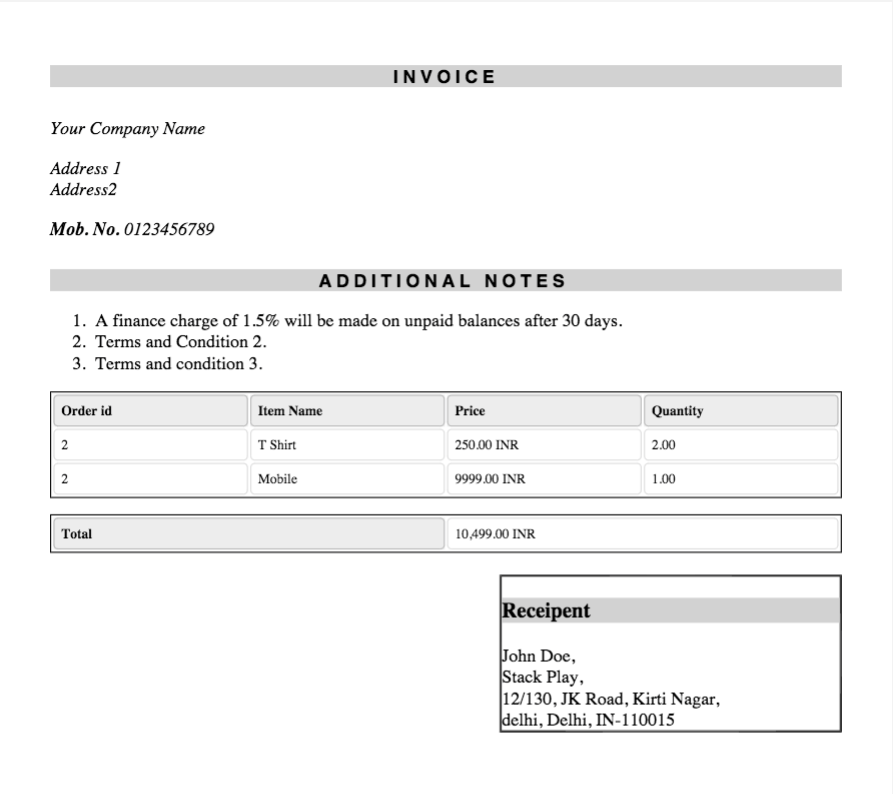 INVOICE
Your Company Name
Address 1
Address2
Mob. No. 0123456789
ADDITIONAL NOTES
1. A finance charge of 1.5% will be made on unpaid balances after 30 days.
2. Terms and Condition 2.
3. Terms and condition 3.
Order id Item Name Price Quantity
2 T Shirt 250.00 INR 2.00
2 Mobile 9999.00 INR 1.00
Total 10,499.00 INR
Receipent
John Doe,
Stack Play,
12/130, JK Road, Kirti Nagar,
delhi, Delhi, IN-110015